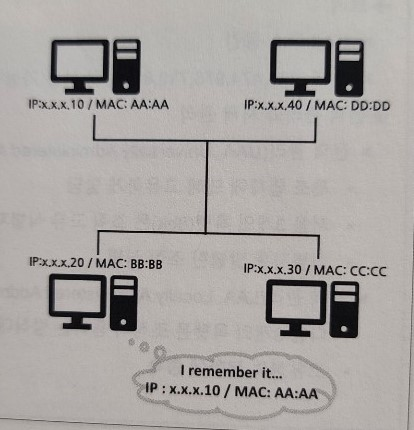 IP:x.x.x.10 / MAC: AA:AA
IP:x.x.x.40 / MAC: DD:DD
IP:x.x.x.20 / MAC: BB:BB
IP:x.x.x.30 / MAC: CC:CC
I remember it...
IP : x.x.x.10 / MAC: AA:AA